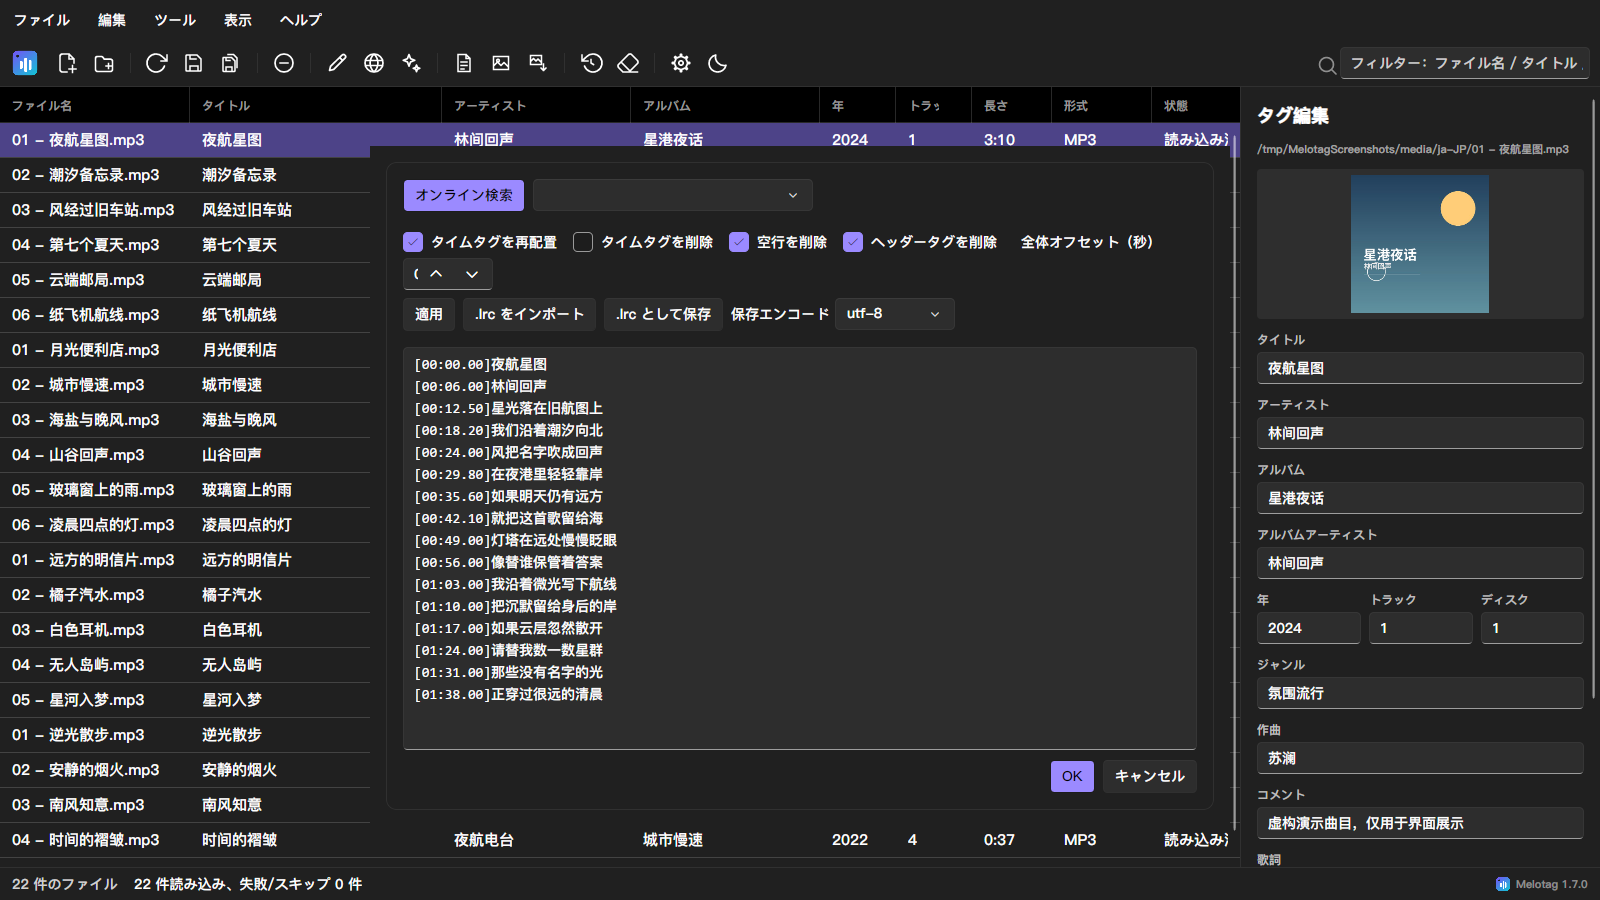 ファイル 編集 ツール 表示 ヘルプ
フィルター: ファイル名 / タイトル
ファイル名 タイトル アーティスト アルバム 年 トラッ 長さ 形式 状態
01 – 夜航星图.mp3 夜航星图 林间回声 星港夜话 2024 1 3:10 MP3 読み込み済
02 – 潮汐备忘录.mp3 潮汐备忘录
03 – 风经过旧车站.mp3 风经过旧车站
04 – 第七个夏天.mp3 第七个夏天
05 – 云端邮局.mp3 云端邮局
06 – 纸飞机航线.mp3 纸飞机航线
01 – 月光便利店.mp3 月光便利店
02 – 城市慢速.mp3 城市慢速
03 – 海盐与晚风.mp3 海盐与晚风
04 – 山谷回声.mp3 山谷回声
05 – 玻璃窗上的雨.mp3 玻璃窗上的雨
06 – 凌晨四点的灯.mp3 凌晨四点的灯
01 – 远方的明信片.mp3 远方的明信片
02 – 橘子汽水.mp3 橘子汽水
03 – 白色耳机.mp3 白色耳机
04 – 无人岛屿.mp3 无人岛屿
05 – 星河入梦.mp3 星河入梦
01 – 逆光散步.mp3 逆光散步
02 – 安静的烟火.mp3 安静的烟火
03 – 南风知意.mp3 南风知意
04 – 时间的褶皱.mp3 时间的褶皱 夜航电台 城市慢速 2022 4 0:37 MP3 読み込み済
オンライン検索
タイムタグを再配置 タイムタグを削除 空行を削除 ヘッダータグを削除 全体オフセット（秒）
適用 .lrc をインポート .lrc として保存 保存エンコード utf-8
[00:00.00]夜航星图
[00:06.00]林间回声
[00:12.50]星光落在旧航图上
[00:18.20]我们沿着潮汐向北
[00:24.00]风把名字吹成回声
[00:29.80]在夜港里轻轻靠岸
[00:35.60]如果明天仍有远方
[00:42.10]就把这首歌留给海
[00:49.00]灯塔在远处慢慢眨眼
[00:56.00]像替谁保管着答案
[01:03.00]我沿着微光写下航线
[01:10.00]把沉默留给身后的岸
[01:17.00]如果云层忽然散开
[01:24.00]请替我数一数星群
[01:31.00]那些没有名字的光
[01:38.00]正穿过很远的清晨
OK キャンセル
タグ編集
/tmp/MelotagScreenshots/media/ja-JP/01 – 夜航星图.mp3
星港夜话
林间回声
タイトル
夜航星图
アーティスト
林间回声
アルバム
星港夜话
アルバムアーティスト
林间回声
年 トラック ディスク
2024 1 1
ジャンル
氛围流行
作曲
苏澜
コメント
虚构演示曲目，仅用于界面展示
歌詞
22 件のファイル 22 件読み込み、失敗/スキップ 0 件
Melotag 1.7.0